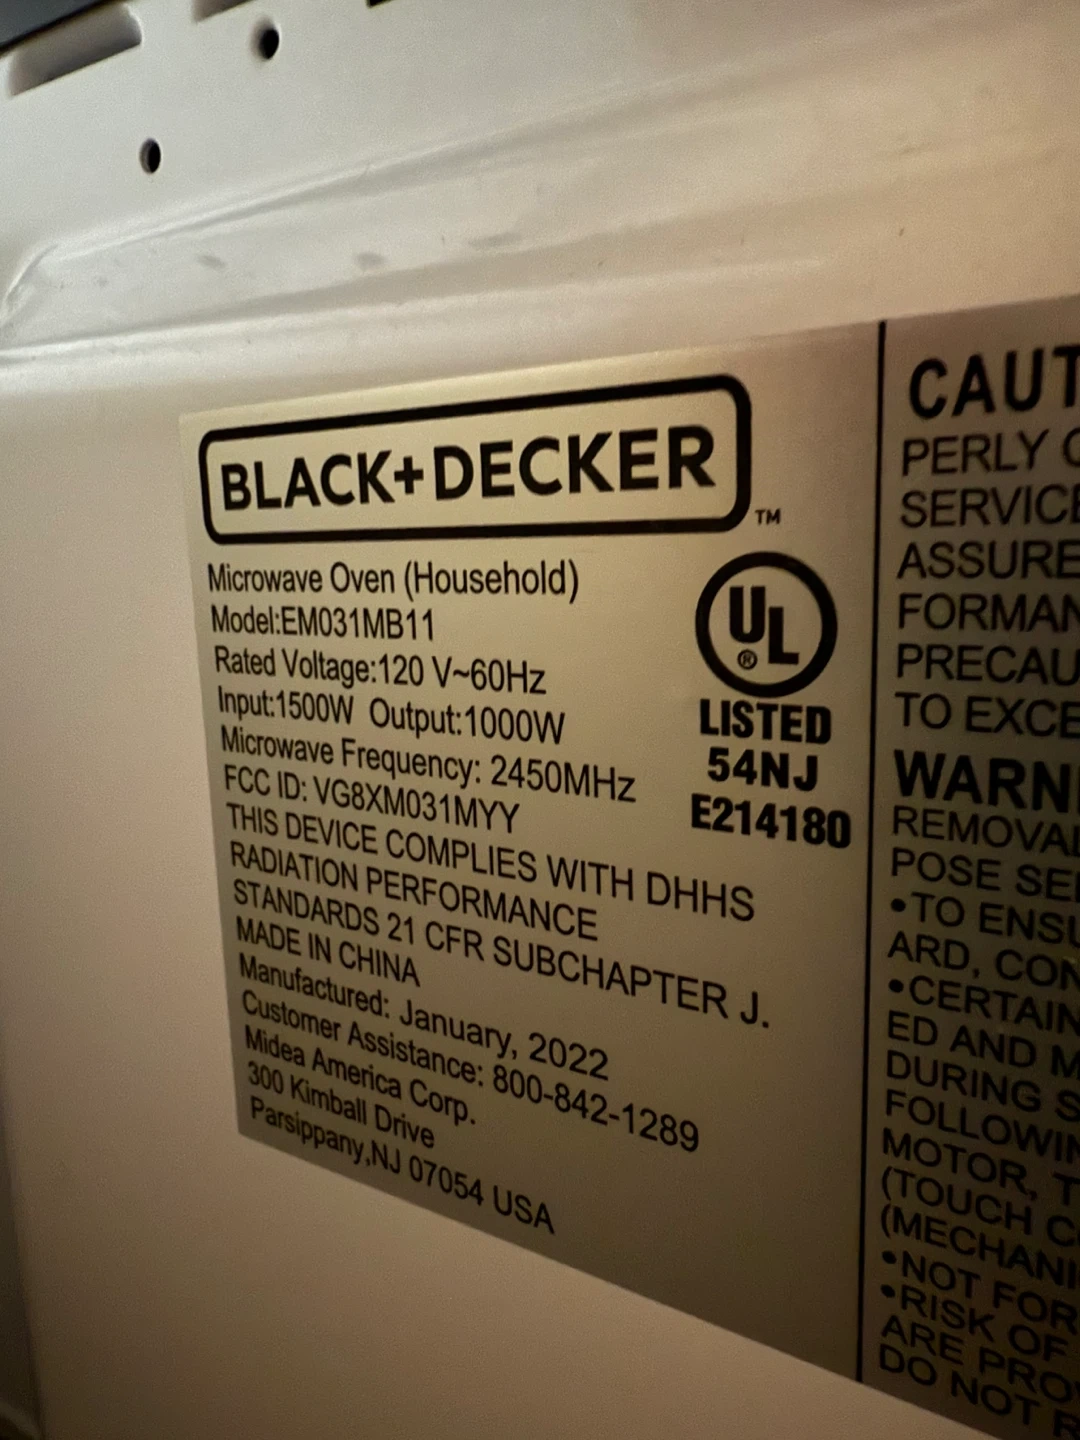 BLACK+DECKER
TM
Microwave Oven (Household)
Model:EM031MB11
Rated Voltage:120 V~60Hz
Input:1500W Output:1000W
Microwave Frequency: 2450MHz
FCC ID: VG8XM031MYY
THIS DEVICE COMPLIES WITH DHHS
RADIATION PERFORMANCE
STANDARDS 21 CFR SUBCHAPTER J.
MADE IN CHINA
Manufactured: January, 2022
Customer Assistance: 800-842-1289
Midea America Corp.
300 Kimball Drive
Parsippany,NJ 07054 USA
UL
®
LISTED
54NJ
E214180
CAUT
PERLY
SERVICE
ASSURE
FORMAN
PRECAU
TO EXCE
WARNI
REMOVAL
POSE SE
•TO ENSU
ARD, CON
•CERTAIN
ED AND M
DURING S
FOLLOWIN
MOTOR, T
(TOUCH C
(MECHANI
•NOT FOR
•RISK OF
ARE PRO
DO NOT R